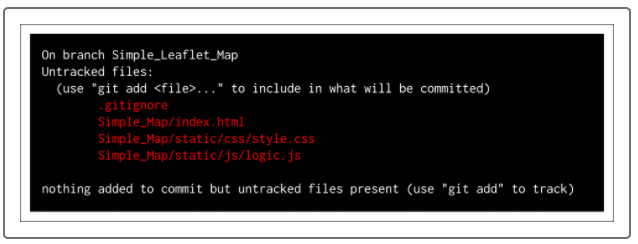 On branch Simple_Leaflet_Map
Untracked files:
(use "git add <file>..." to include in what will be committed)
.gitignore
Simple_Map/index.html
Simple_Map/static/css/style.css
Simple_Map/static/js/logic.js
nothing added to commit but untracked files present (use "git add" to track)